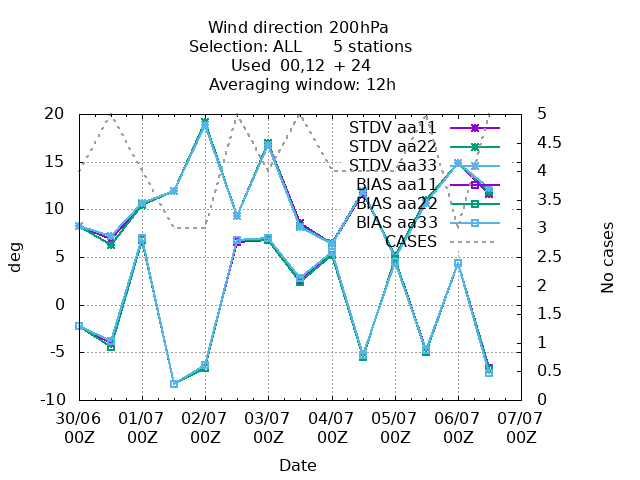 Wind direction 200hPa
Selection: ALL 5 stations
Used 00,12 + 24
Averaging window: 12h
STDV aa11
STDV aa22
STDV aa33
BIAS aa11
BIAS aa22
BIAS aa33
CASES
20
15
10
5
0
-5
-10
deg
5
4.5
4
3.5
3
2.5
2
1.5
1
0.5
0
No cases
30/06 01/07 02/07 03/07 04/07 05/07 06/07 07/07
00Z 00Z 00Z 00Z 00Z 00Z 00Z 00Z
Date